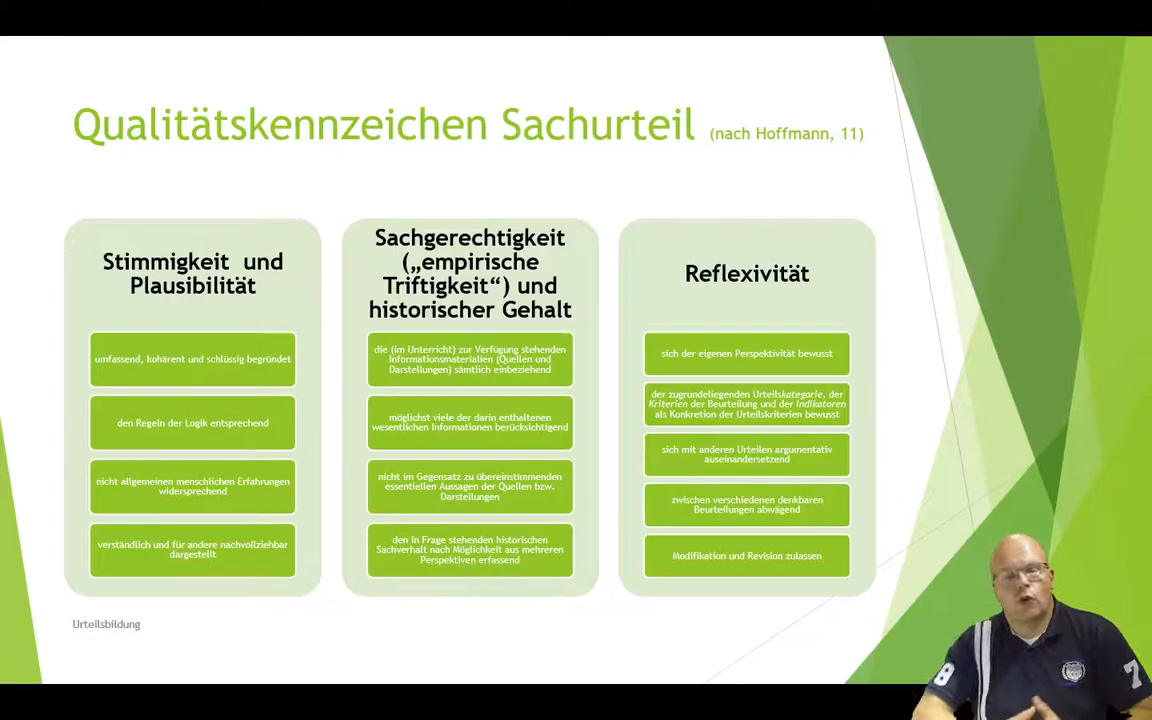 Qualitätskennzeichen Sachurteil (nach Hoffmann, 11)
Stimmigkeit und
Plausibilität
umfassend, kohärent und schlüssig begründet
den Regeln der Logik entsprechend
nicht allgemeinen menschlichen Erfahrungen
widersprechend
verständlich und für andere nachvollziehbar
dargestellt
Sachgerechtigkeit
(„empirische
Triftigkeit“) und
historischer Gehalt
die (im Unterricht) zur Verfügung stehenden
Informationsmaterialien (Quellen und
Darstellungen) sämtlich einbeziehend
möglichst viele der darin enthaltenen
wesentlichen Informationen berücksichtigend
nicht im Gegensatz zu übereinstimmenden
essentiellen Aussagen der Quellen bzw.
Darstellungen
den in Frage stehenden historischen
Sachverhalt nach Möglichkeit aus mehreren
Perspektiven erfassend
Reflexivität
sich der eigenen Perspektivität bewusst
der zugrundeliegenden Urteilskategorie, der
Kriterien der Beurteilung und der Indikatoren
als Konkretion der Urteilskriterien bewusst
sich mit anderen Urteilen argumentativ
auseinandersetzend
zwischen verschiedenen denkbaren
Beurteilungen abwägend
Modifikation und Revision zulassen
Urteilsbildung
8
7